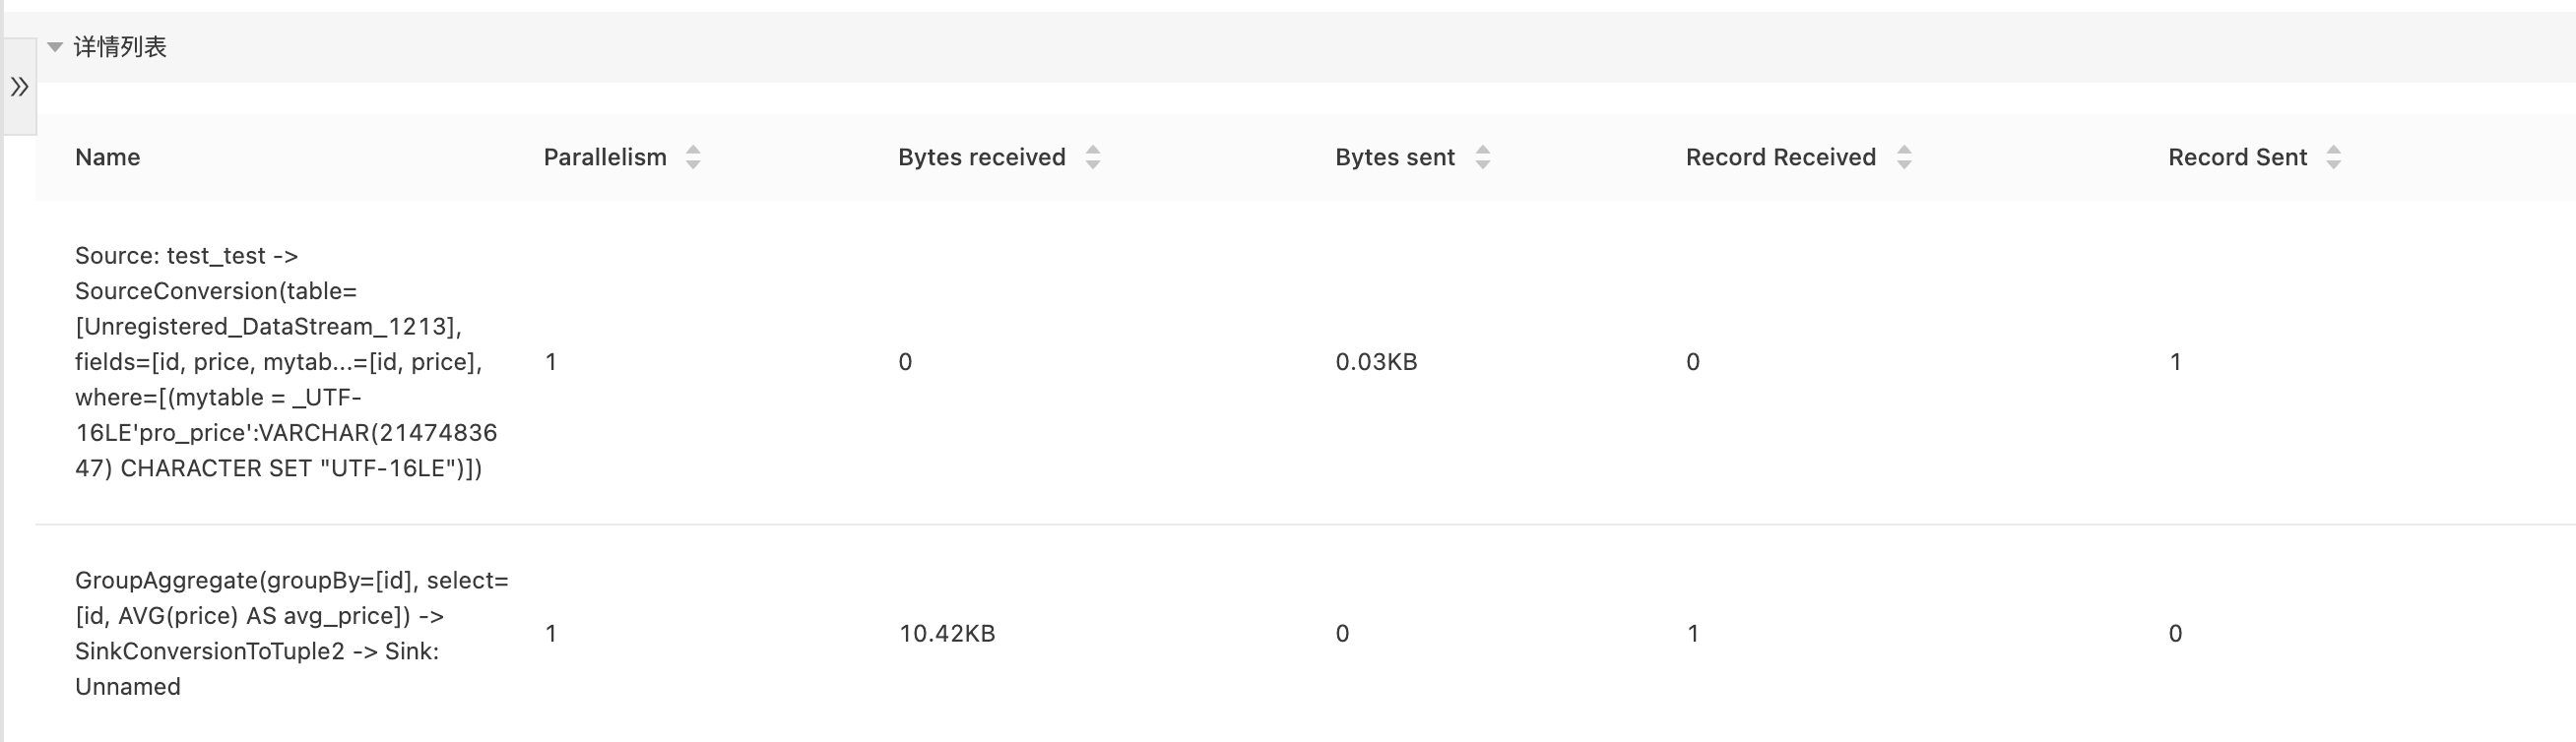 详情列表
Name Parallelism Bytes received Bytes sent Record Received Record Sent
Source: test_test ->
SourceConversion(table=
[Unregistered_DataStream_1213],
fields=[id, price, mytab...=[id, price],
where=[(mytable = _UTF-
16LE'pro_price':VARCHAR(21474836
47) CHARACTER SET "UTF-16LE")])
1 0 0.03KB 0 1
GroupAggregate(groupBy=[id], select=
[id, AVG(price) AS avg_price]) ->
SinkConversionToTuple2 -> Sink:
Unnamed
1 10.42KB 0 1 0